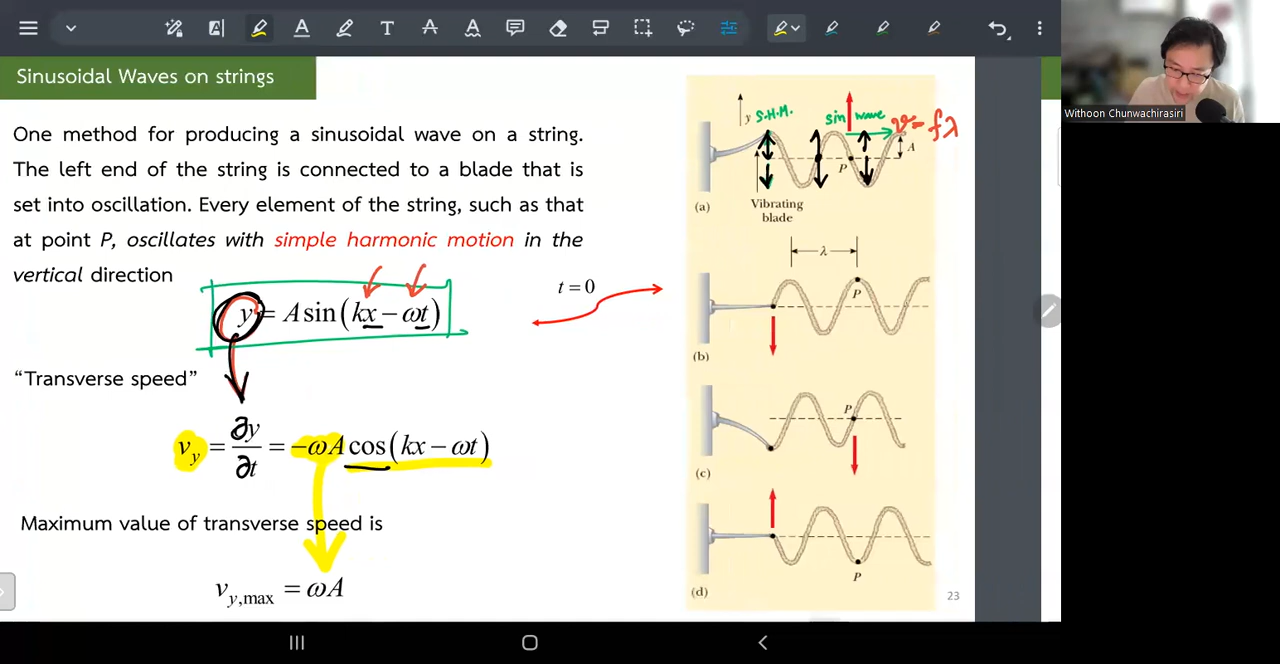 Sinusoidal Waves on strings
One method for producing a sinusoidal wave on a string.
The left end of the string is connected to a blade that is
set into oscillation. Every element of the string, such as that
at point P, oscillates with simple harmonic motion in the
vertical direction
y = A sin (kx − ωt)
t = 0
"Transverse speed"
v_y = ∂y/∂t = −ωA cos (kx − ωt)
Maximum value of transverse speed is
v_y,max = ωA
y S.H.M. sin wave v = fλ
A
P
(a) Vibrating
blade
λ
P
(b)
P
(c)
P
(d)
23
Withoon Chunwachirasiri